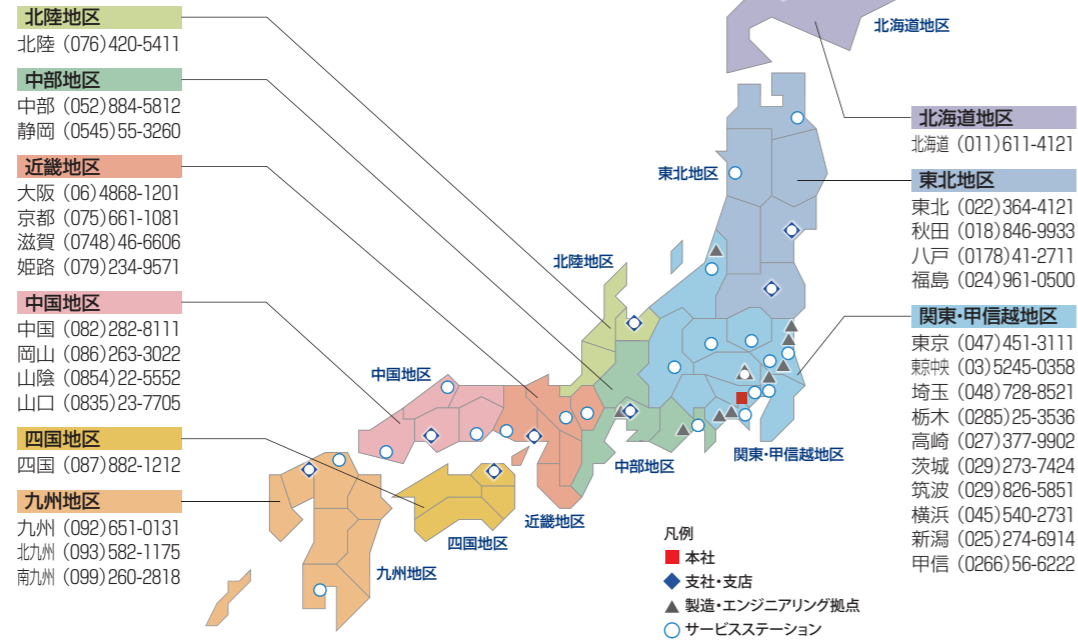 北陸地区
北陸 (076)420-5411
中部地区
中部 (052)884-5812
静岡 (0545)55-3260
近畿地区
大阪 (06)4868-1201
京都 (075)661-1081
滋賀 (0748)46-6606
姫路 (079)234-9571
中国地区
中国 (082)282-8111
岡山 (086)263-3022
山陰 (0854)22-5552
山口 (0835)23-7705
四国地区
四国 (087)882-1212
九州地区
九州 (092)651-0131
北九州 (093)582-1175
南九州 (099)260-2818
北海道地区
東北地区
北陸地区
中国地区
中部地区
関東・甲信越地区
近畿地区
四国地区
九州地区
凡例
本社
支社・支店
製造・エンジニアリング拠点
サービスステーション
北海道地区
北海道 (011)611-4121
東北地区
東北 (022)364-4121
秋田 (018)846-9933
八戸 (0178)41-2711
福島 (024)961-0500
関東・甲信越地区
東京 (047)451-3111
東京中央 (03)5245-0358
埼玉 (048)728-8521
栃木 (0285)25-3536
高崎 (027)377-9902
茨城 (029)273-7424
筑波 (029)826-5851
横浜 (045)540-2731
新潟 (025)274-6914
甲信 (0266)56-6222